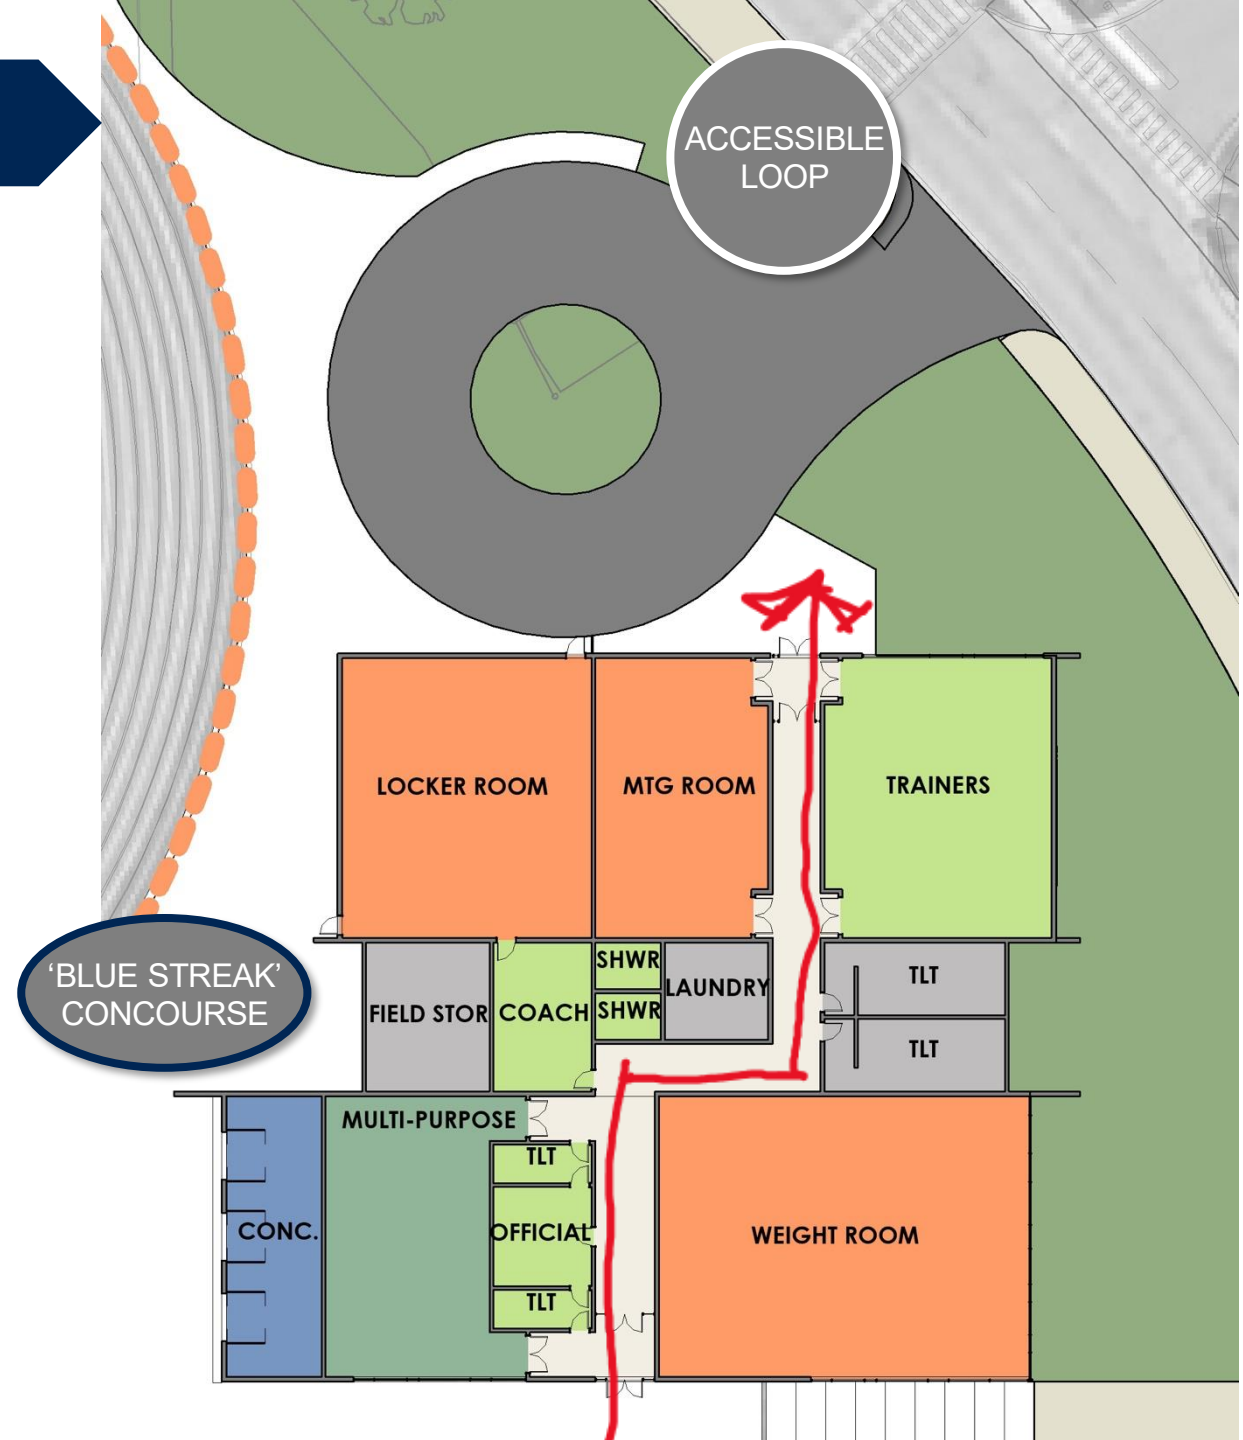 ACCESSIBLE
LOOP
LOCKER ROOM
MTG ROOM
TRAINERS
'BLUE STREAK'
CONCOURSE
FIELD STOR
COACH
SHWR
SHWR
LAUNDRY
TLT
TLT
MULTI-PURPOSE
TLT
CONC.
OFFICIAL
WEIGHT ROOM
TLT